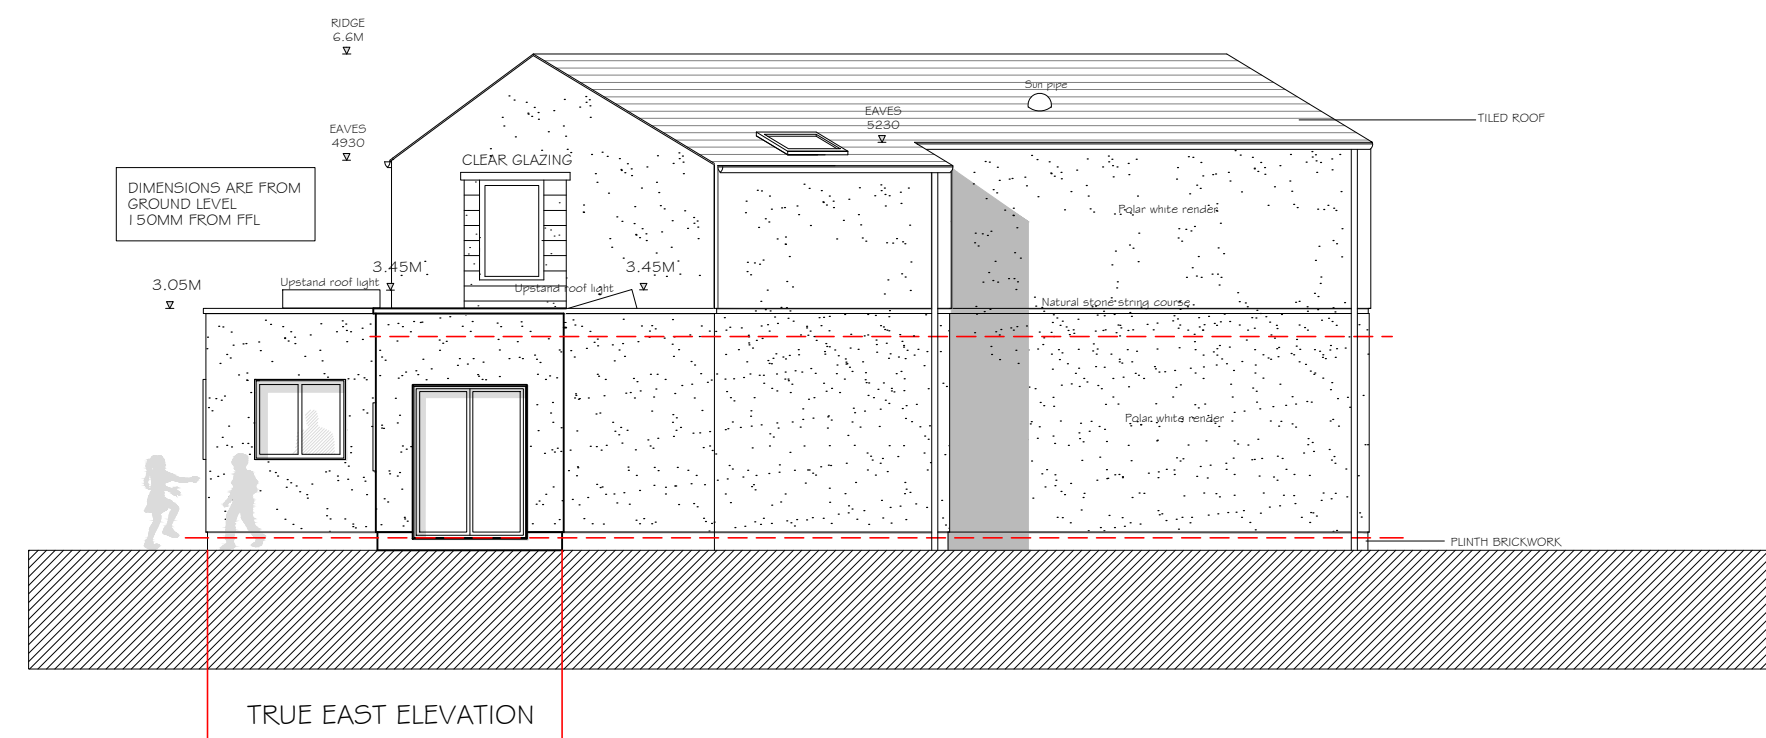 RIDGE
6.6M
EAVES
4930
CLEAR GLAZING
EAVES
5230
Sun pipe
TILED ROOF
DIMENSIONS ARE FROM
GROUND LEVEL
150MM FROM FFL
Polar white render
3.05M
Upstand roof light
3.45M
Upstand roof light
3.45M
Natural stone string course
Polar white render
PLINTH BRICKWORK
TRUE EAST ELEVATION